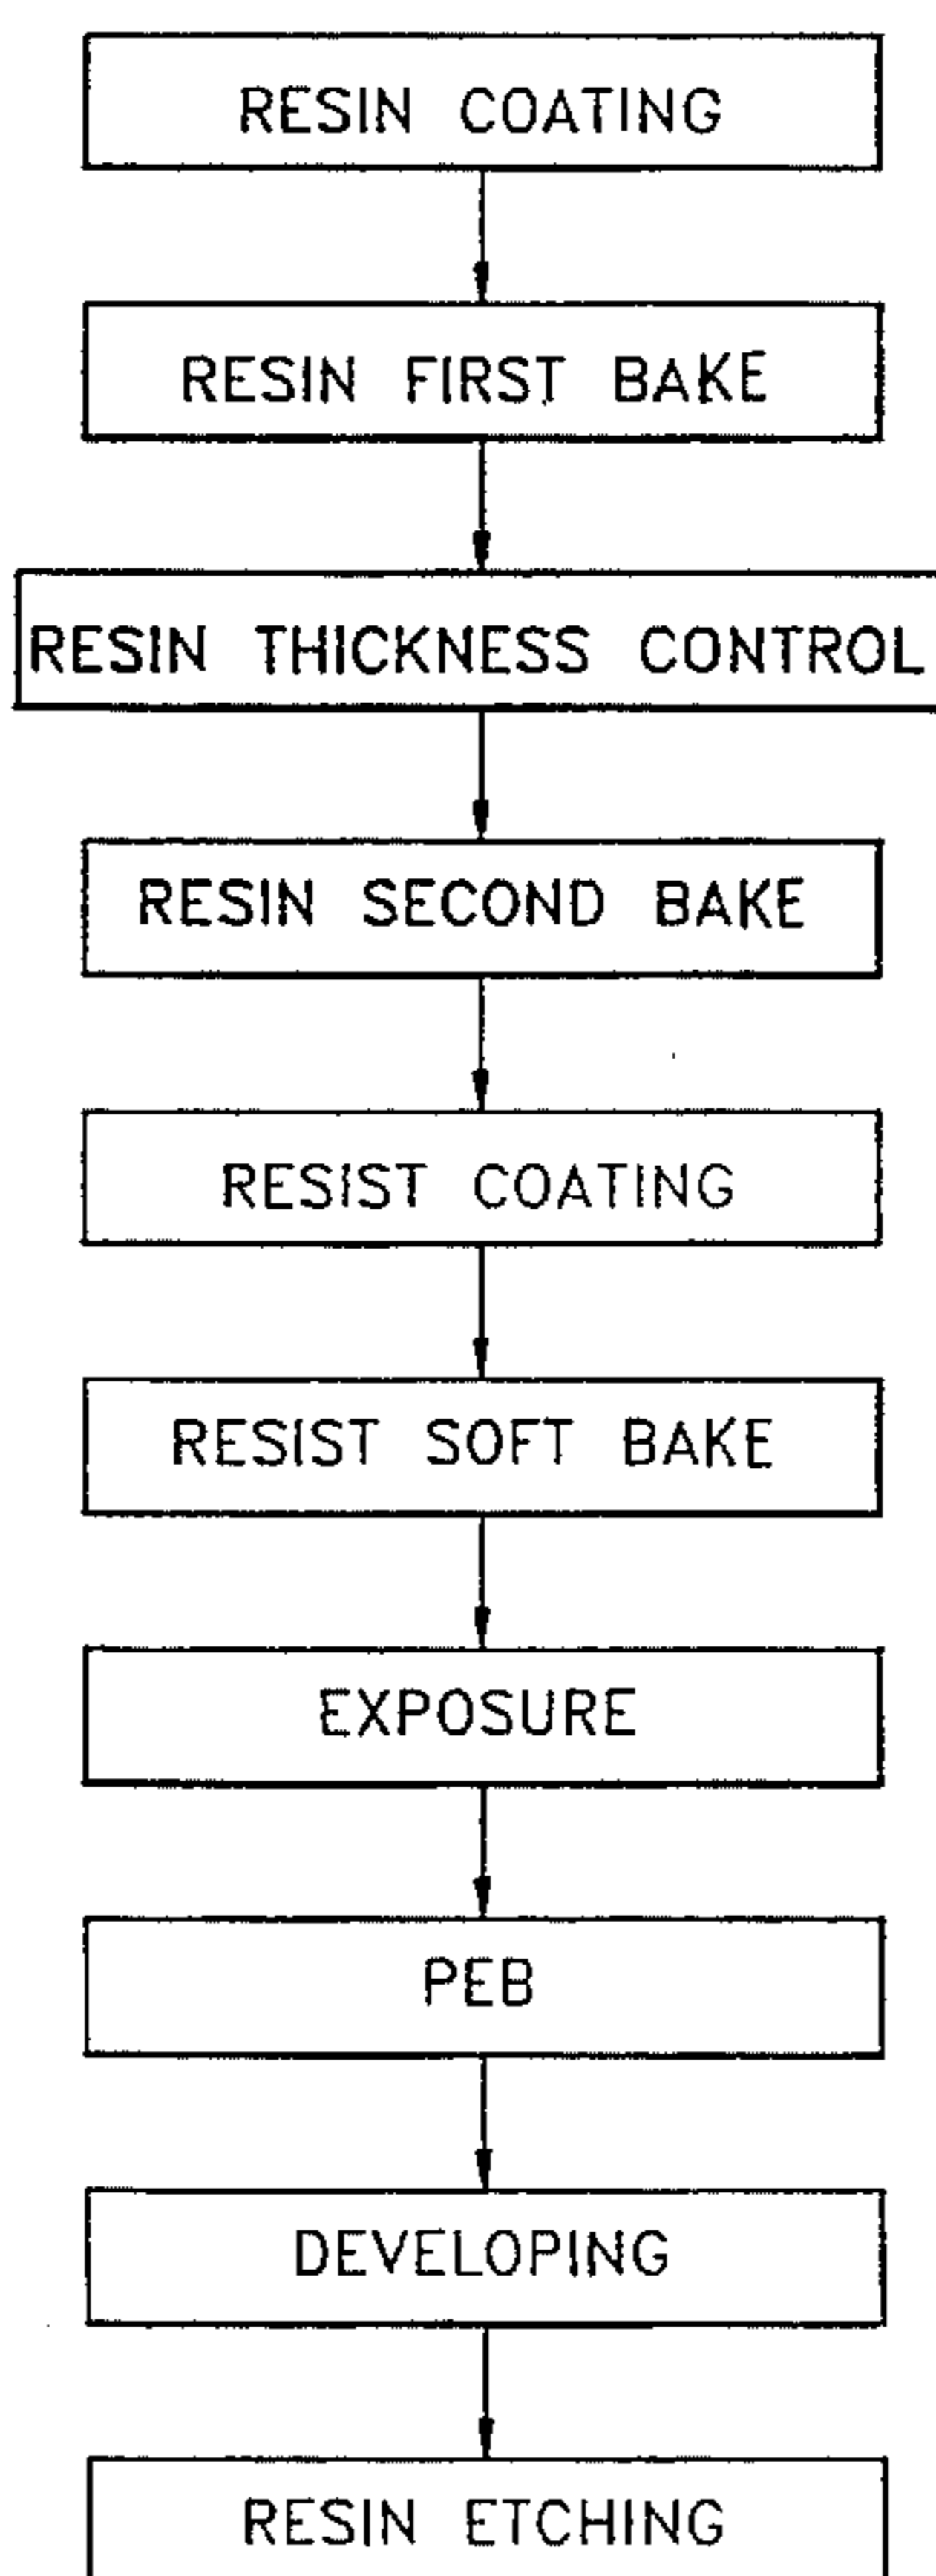 RESIN COATING
RESIN FIRST BAKE
RESIN THICKNESS CONTROL
RESIN SECOND BAKE
RESIST COATING
RESIST SOFT BAKE
EXPOSURE
PEB
DEVELOPING
RESIN ETCHING